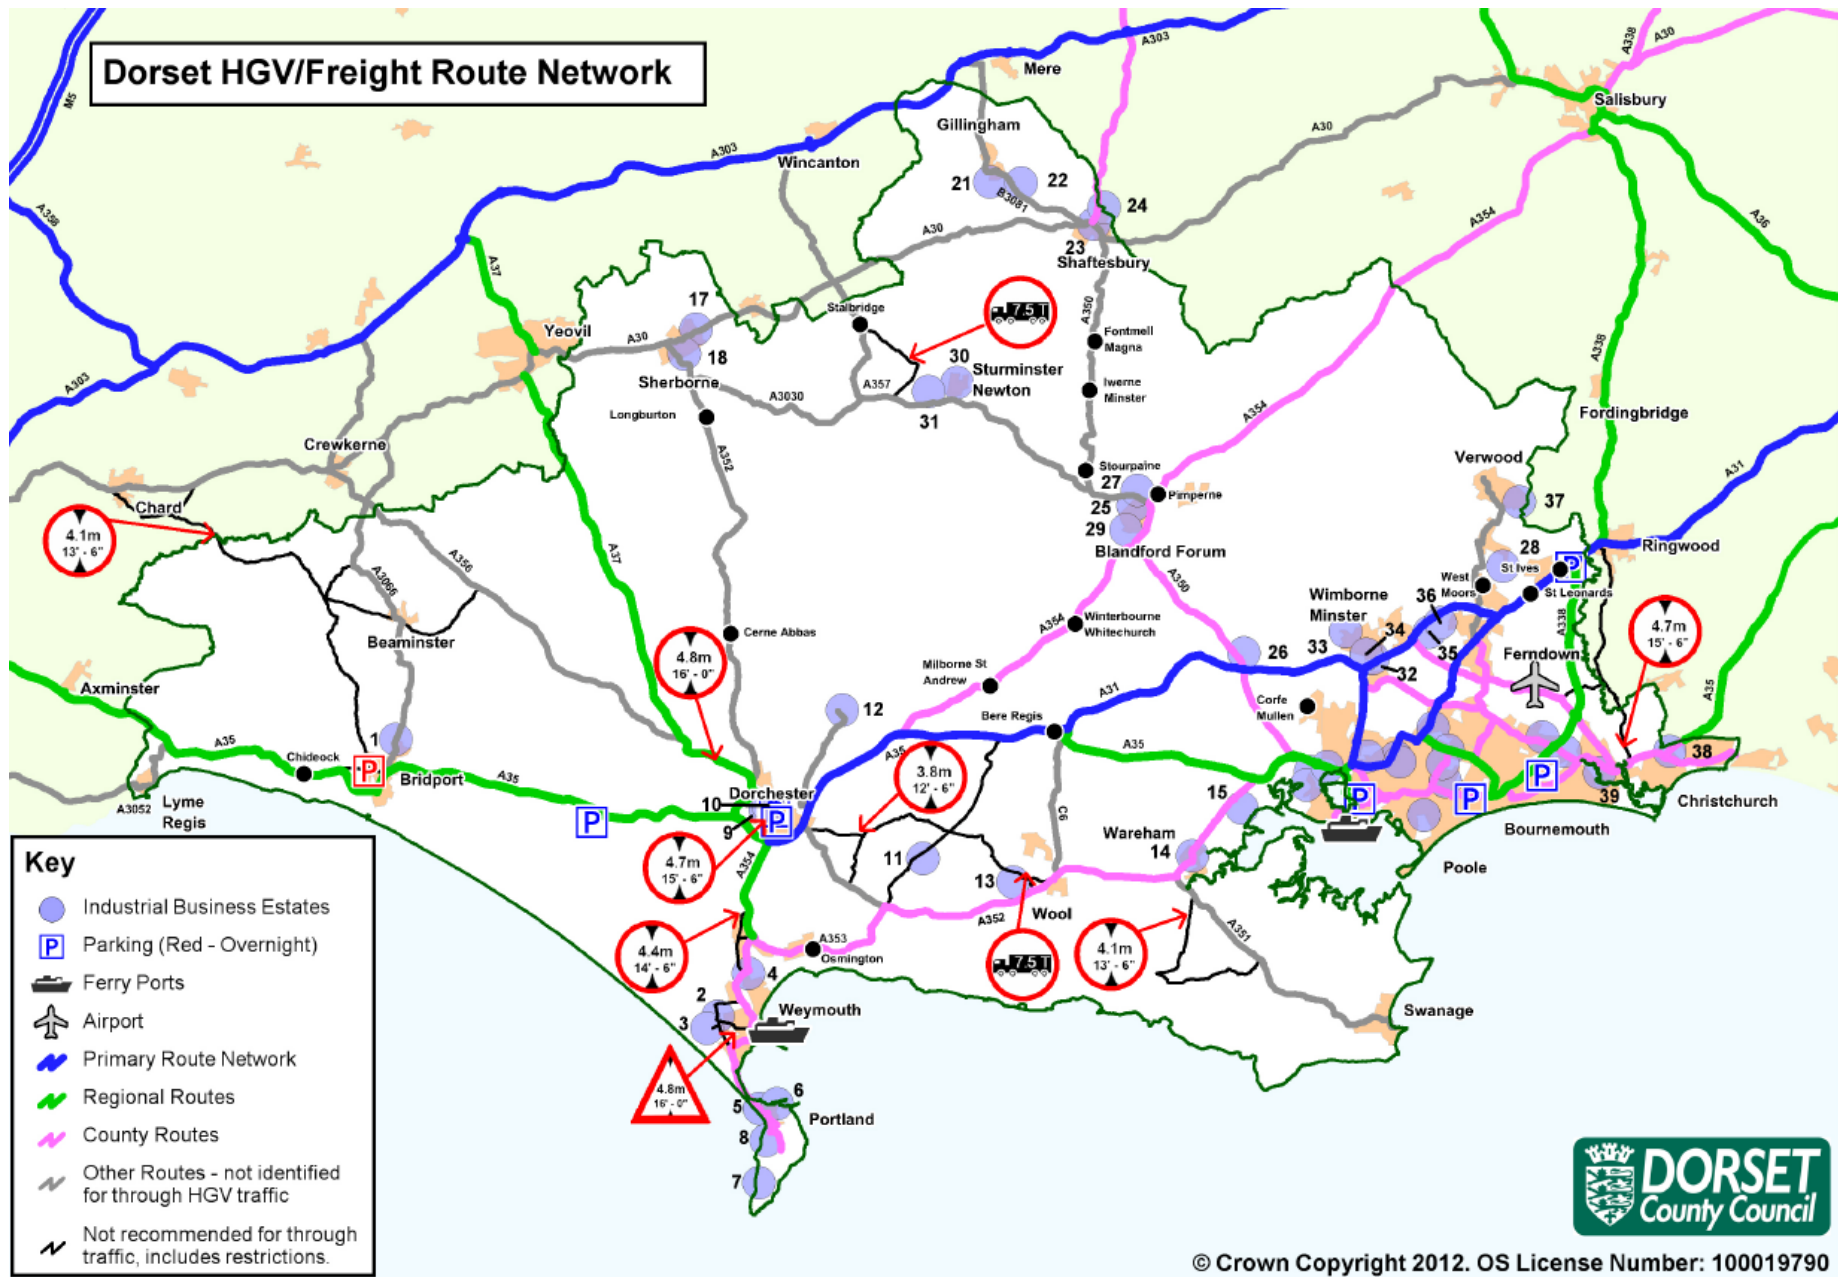 Dorset HGV/Freight Route Network
M5
A303
Mere
A338
A30
Salisbury
Gillingham
A303
Wincanton
A30
21
22
B3081
24
A358
A30
A354
A36
23
Shaftesbury
A37
17
Stalbridge
7.5 T
A350
Yeovil
A30
18
Fontmell
Magna
A338
30
Sturminster
Newton
Sherborne
A303
A357
A3030
Iwerne
Minster
Longburton
31
A354
Fordingbridge
Crewkerne
A352
Verwood
A31
Stourpaine
27
Pimperne
25
37
Chard
29
4.1m
13' - 6"
Blandford Forum
28
Ringwood
A37
A356
A3066
A350
St Ives
P
West
Moors
St Leonards
Wimborne
Minster
36
Winterbourne
Whitechurch
A354
A338
4.7m
15' - 6"
Cerne Abbas
Beaminster
34
33
35
26
Ferndown
4.8m
16' - 0"
32
Milborne St
Andrew
Axminster
A31
A35
12
Corfe
Mullen
Bere Regis
1
A35
A35
A35
38
Chideock
P
Bridport
A35
3.8m
12' - 6"
P
Dorchester
10
15
P
P
39
Christchurch
A3052
Lyme
Regis
P
P
9
C6
Bournemouth
Wareham
14
Key
4.7m
15' - 6"
A354
11
Poole
13
Industrial Business Estates
Wool
A352
A351
Parking (Red - Overnight)
A353
Osmington
4.4m
14' - 6"
7.5 T
4.1m
13' - 6"
Ferry Ports
4
2
Weymouth
Swanage
Airport
3
Primary Route Network
4.8m
16' - 0"
Regional Routes
6
5
Portland
County Routes
8
Other Routes - not identified
for through HGV traffic
7
Not recommended for through
traffic, includes restrictions.
DORSET
County Council
© Crown Copyright 2012. OS License Number: 100019790